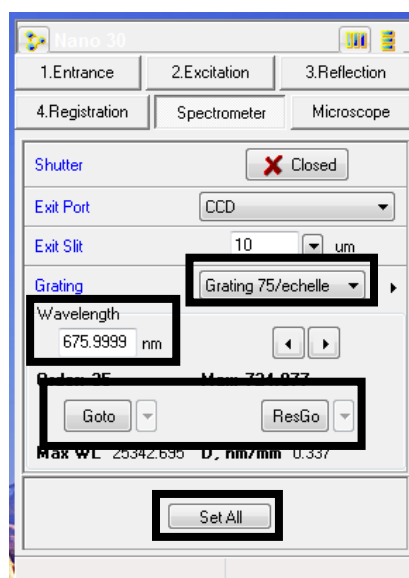 Nano 30
1.Entrance 2.Excitation 3.Reflection
4.Registration Spectrometer Microscope
Shutter Closed
Exit Port CCD
Exit Slit 10 um
Grating Grating 75/echelle
Wavelength
675.9999 nm
Goto ResGo
Max WL 25342.695 D, nm/mm 0.337
Set All